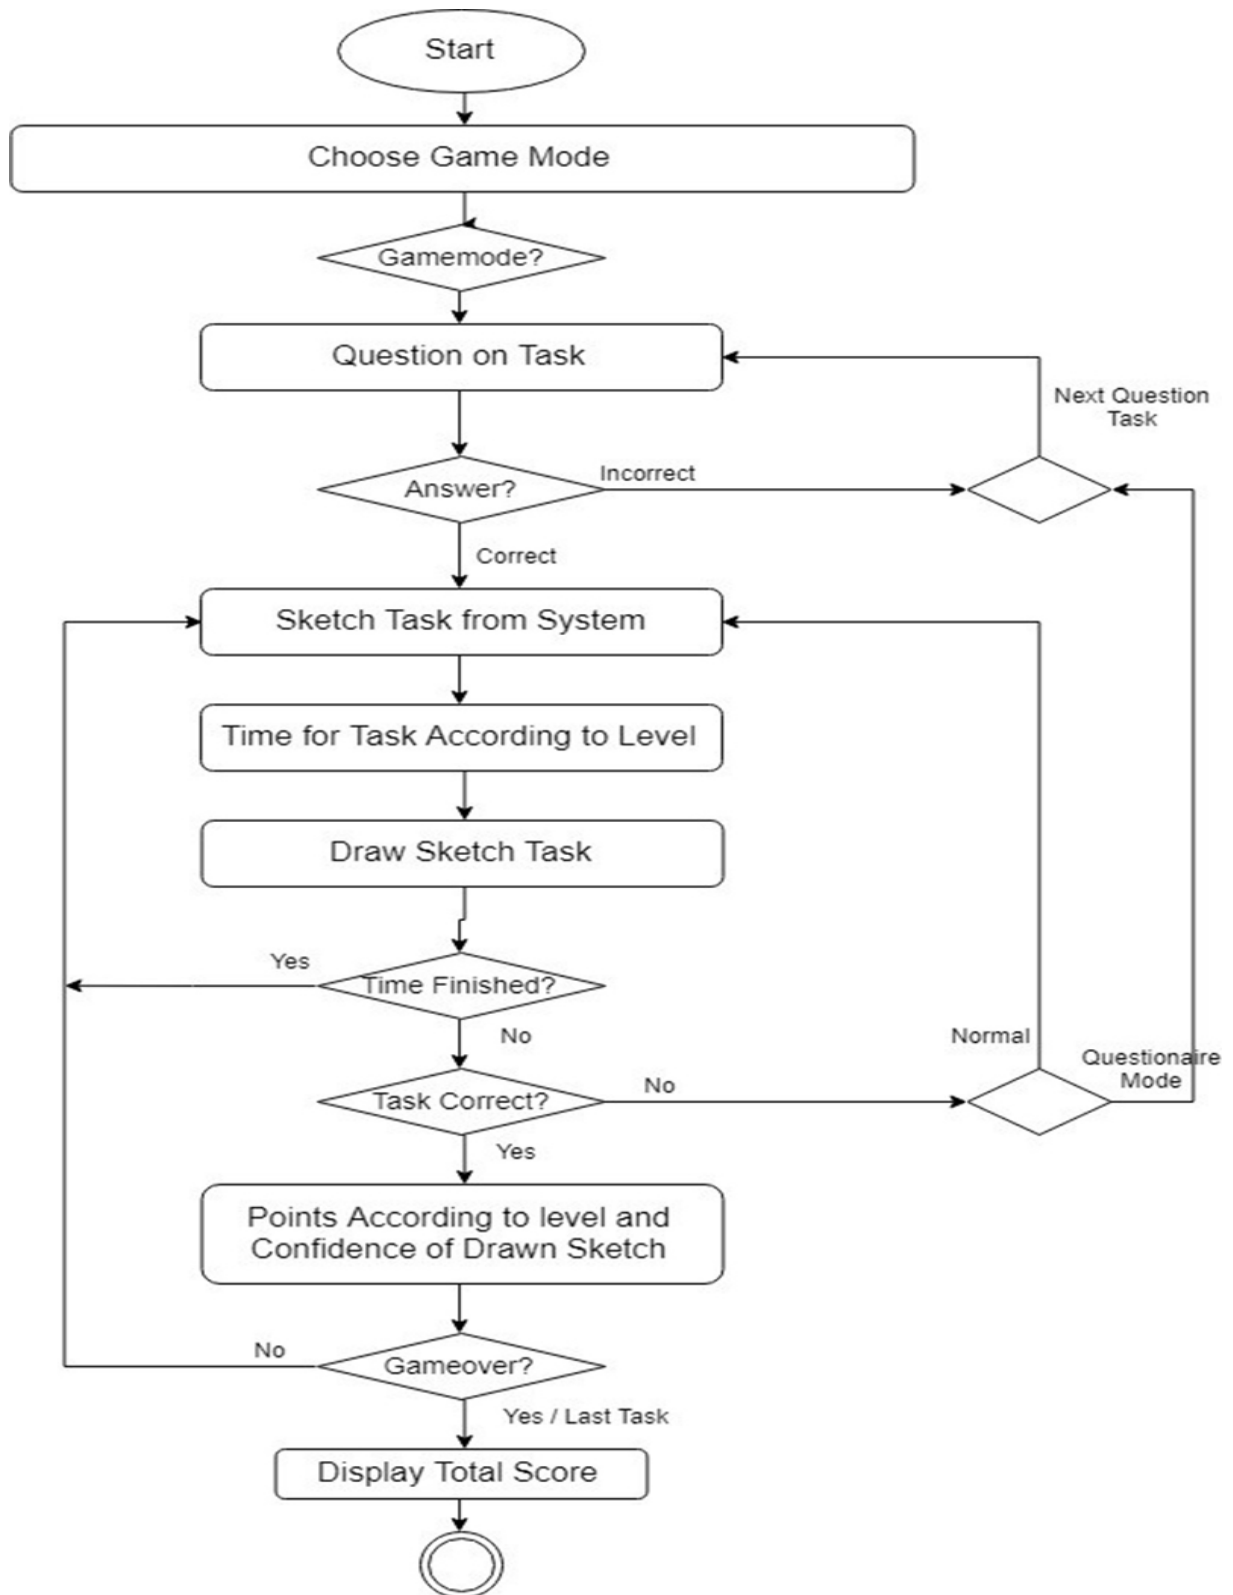 Start
Choose Game Mode
Gamemode?
Question on Task
Next Question
Task
Answer?
Incorrect
Correct
Sketch Task from System
Time for Task According to Level
Draw Sketch Task
Yes
Time Finished?
No
Normal
Questionaire
Mode
Task Correct?
No
Yes
Points According to level and
Confidence of Drawn Sketch
No
Gameover?
Yes / Last Task
Display Total Score